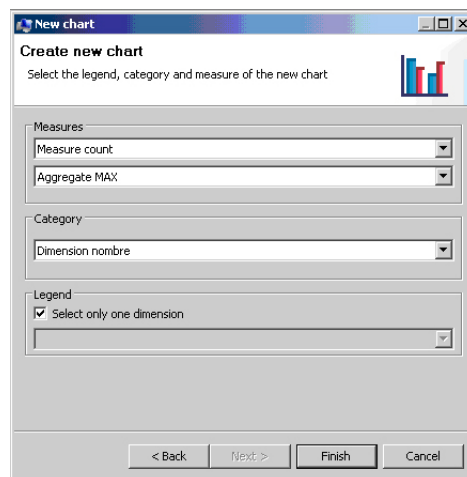 New chart
Create new chart
Select the legend, category and measure of the new chart
Measures
Measure count
Aggregate MAX
Category
Dimension nombre
Legend
Select only one dimension
< Back
Next >
Finish
Cancel